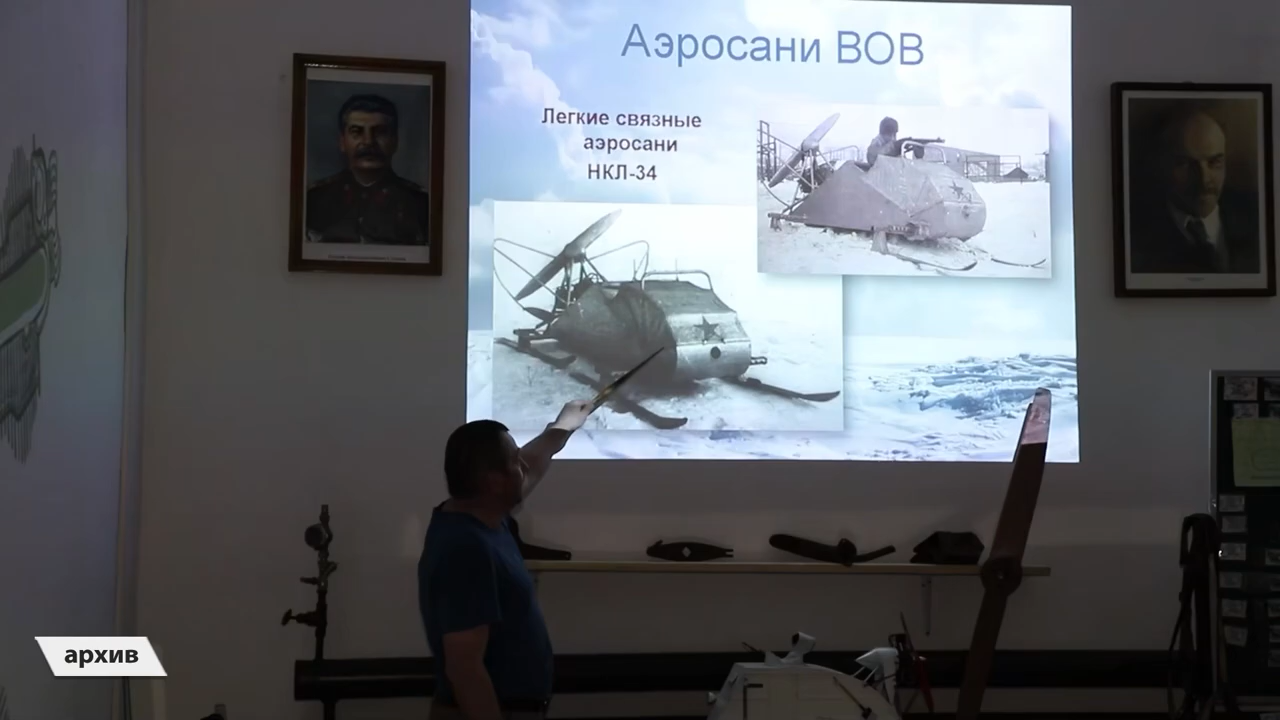 Аэросани ВОВ
Легкие связные
аэросани
НКЛ-34
архив